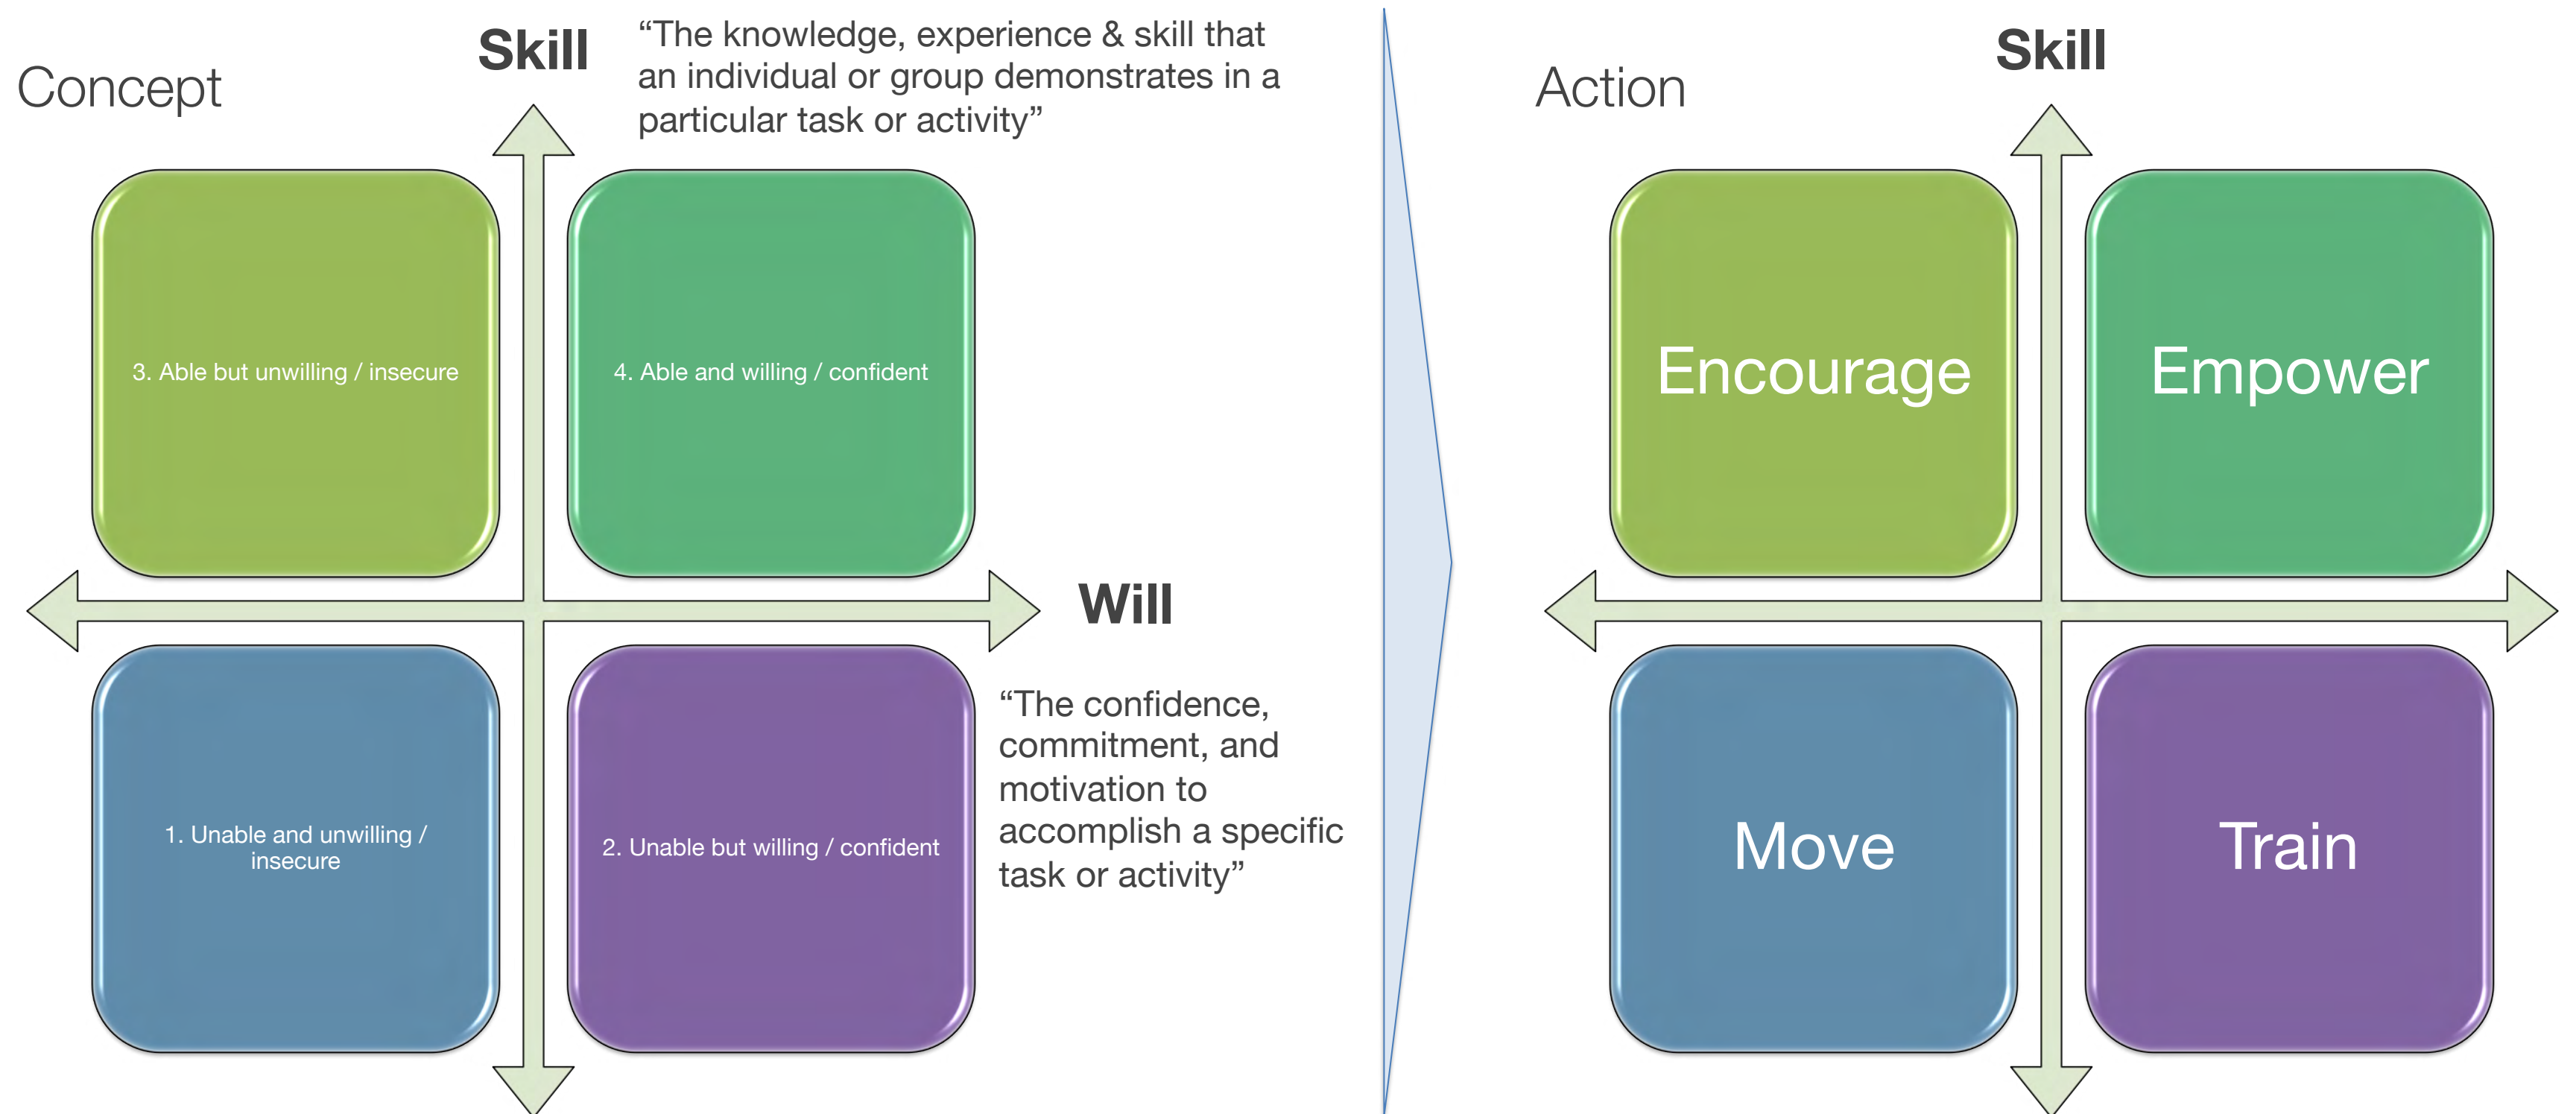 Concept
Skill
“The knowledge, experience & skill that
an individual or group demonstrates in a
particular task or activity”
3. Able but unwilling / insecure
4. Able and willing / confident
Will
“The confidence,
commitment, and
motivation to
accomplish a specific
task or activity”
1. Unable and unwilling /
insecure
2. Unable but willing / confident
Action
Skill
Encourage
Empower
Move
Train